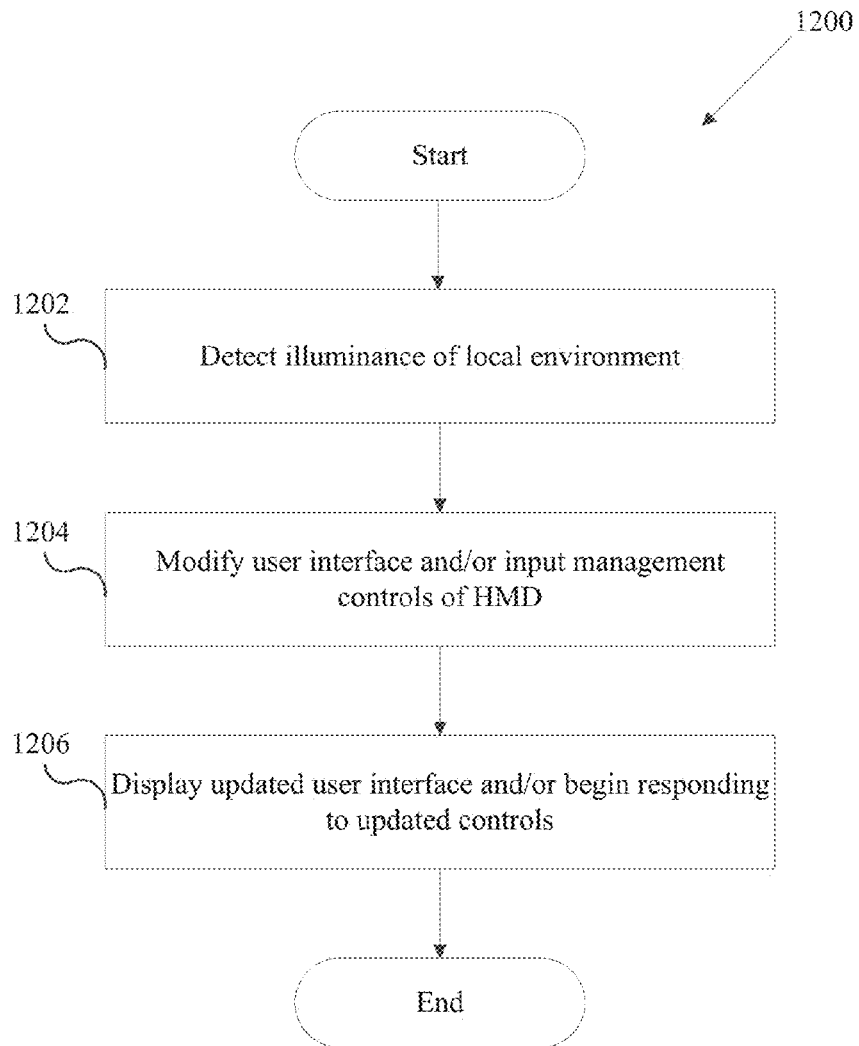 1200
Start
1202
Detect illuminance of local environment
1204
Modify user interface and/or input management
controls of HMD
1206
Display updated user interface and/or begin responding
to updated controls
End